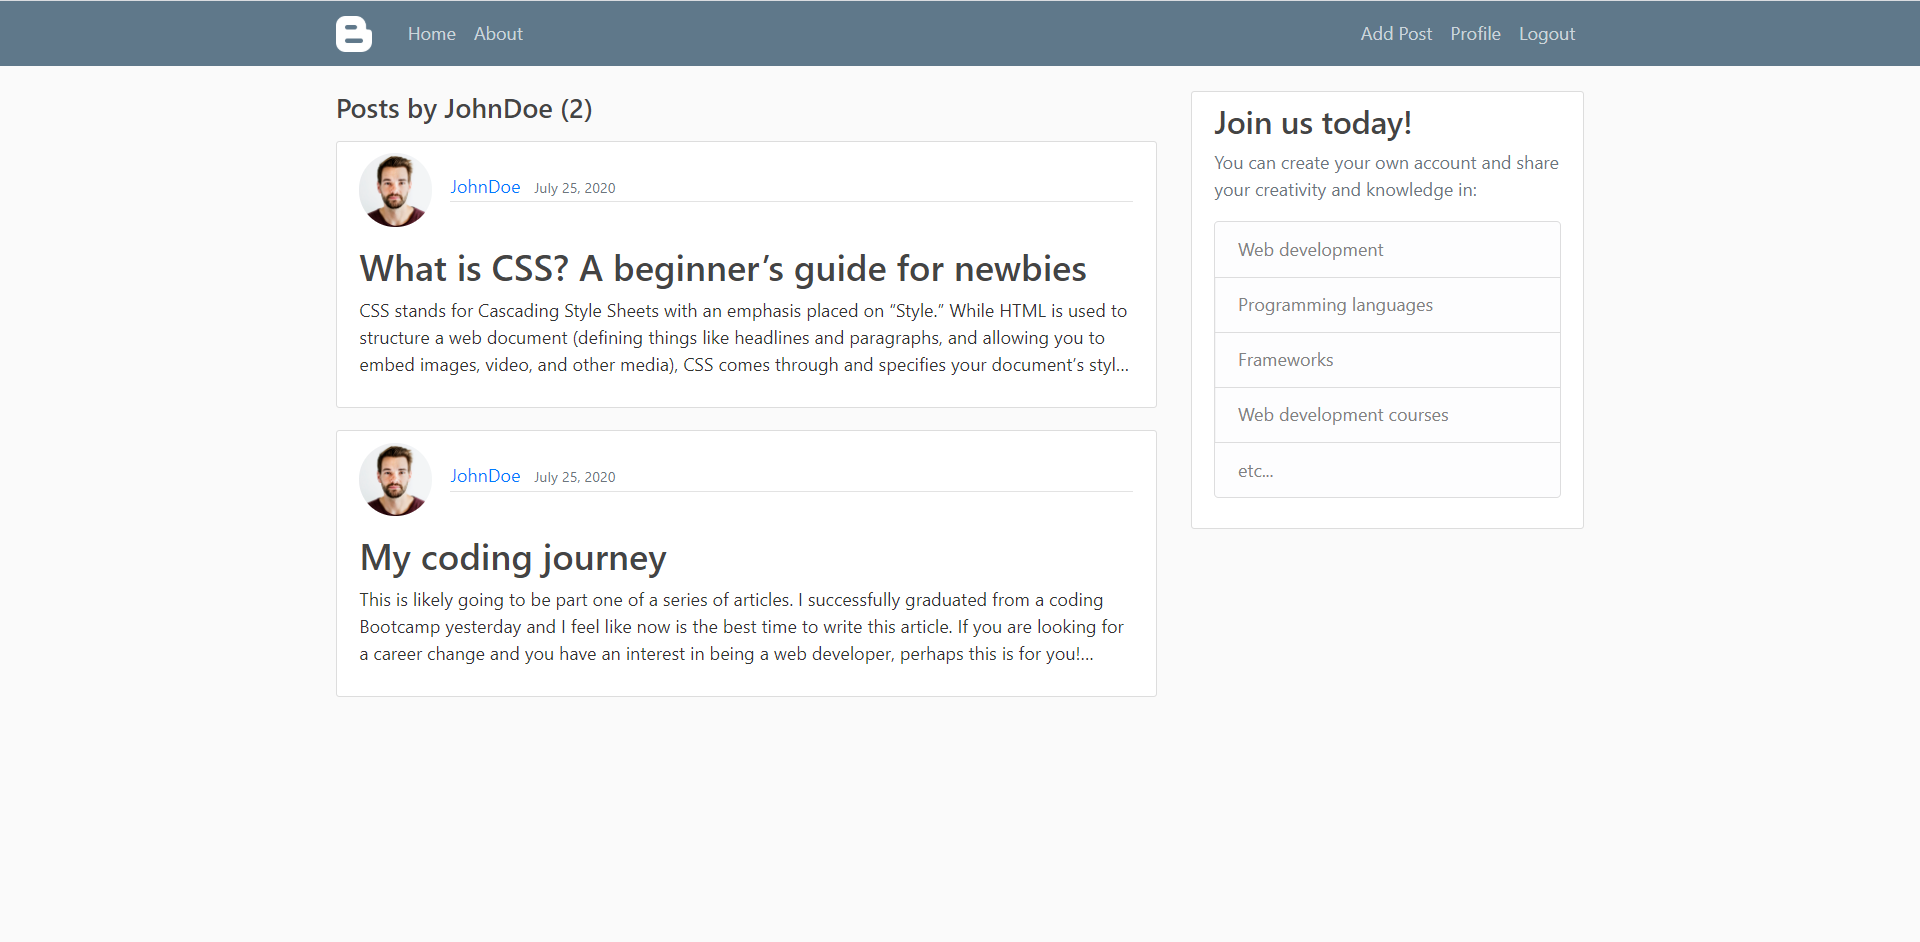 Home About Add Post Profile Logout
Posts by JohnDoe (2)
JohnDoe July 25, 2020
What is CSS? A beginner’s guide for newbies
CSS stands for Cascading Style Sheets with an emphasis placed on “Style.” While HTML is used to
structure a web document (defining things like headlines and paragraphs, and allowing you to
embed images, video, and other media), CSS comes through and specifies your document’s styl...
JohnDoe July 25, 2020
My coding journey
This is likely going to be part one of a series of articles. I successfully graduated from a coding
Bootcamp yesterday and I feel like now is the best time to write this article. If you are looking for
a career change and you have an interest in being a web developer, perhaps this is for you!...
Join us today!
You can create your own account and share
your creativity and knowledge in:
Web development
Programming languages
Frameworks
Web development courses
etc...